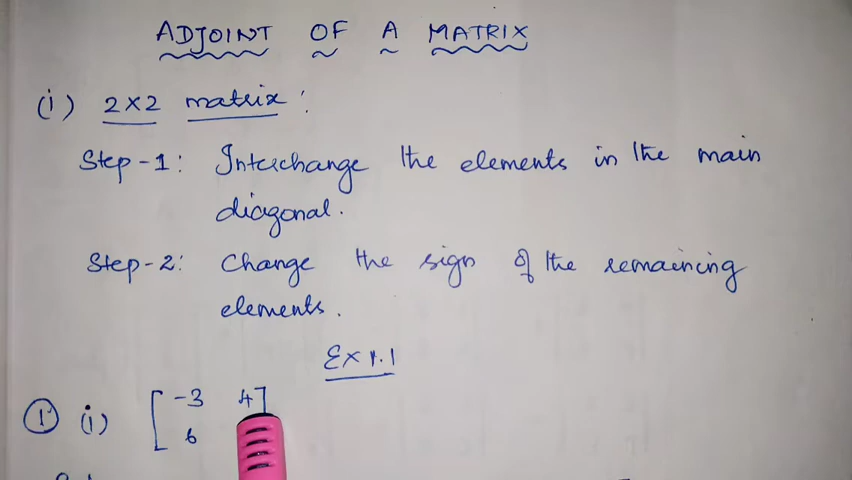 ADJOINT OF A MATRIX
(i) 2×2 matrix:
Step-1: Interchange the elements in the main
diagonal.
Step-2: Change the sign of the remaining
elements.
Ex 1.1
① (i) [-3 4]
6